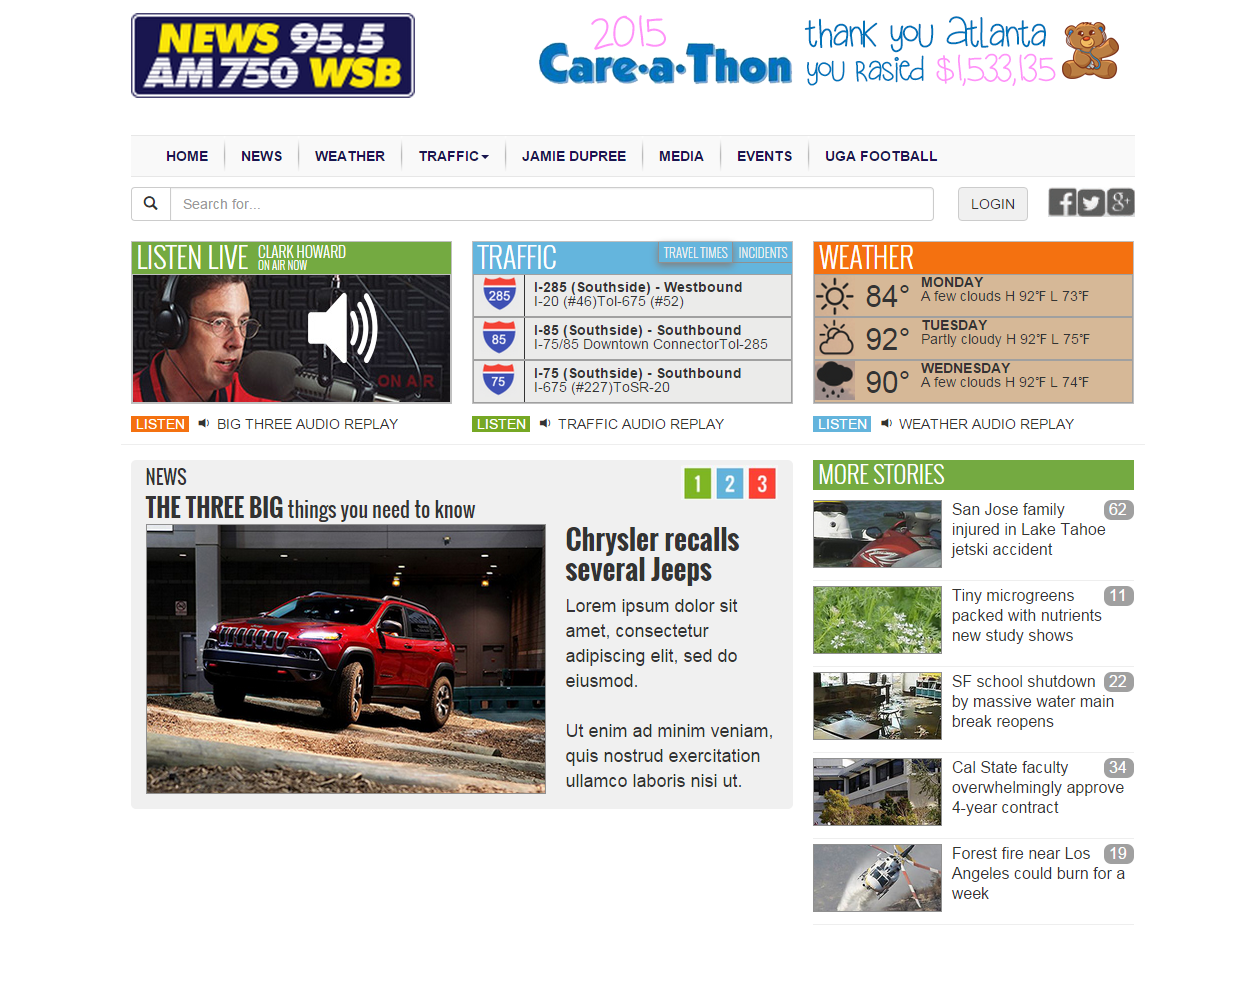 NEWS 95.5
AM 750 WSB
2015
Care-a-Thon
thank you atlanta
you rasied $1,533,135
HOME
NEWS
WEATHER
TRAFFIC
JAMIE DUPREE
MEDIA
EVENTS
UGA FOOTBALL
Search for...
LOGIN
LISTEN LIVE
CLARK HOWARD
ON AIR NOW
ON AIR
LISTEN
BIG THREE AUDIO REPLAY
TRAFFIC
TRAVEL TIMES
INCIDENTS
285
I-285 (Southside) - Westbound
I-20 (#46)ToI-675 (#52)
85
I-85 (Southside) - Southbound
I-75/85 Downtown ConnectorToI-285
75
I-75 (Southside) - Southbound
I-675 (#227)ToSR-20
LISTEN
TRAFFIC AUDIO REPLAY
WEATHER
84°
MONDAY
A few clouds H 92°F L 73°F
92°
TUESDAY
Partly cloudy H 92°F L 75°F
90°
WEDNESDAY
A few clouds H 92°F L 74°F
LISTEN
WEATHER AUDIO REPLAY
NEWS
1 2 3
THE THREE BIG things you need to know
Chrysler recalls
several Jeeps
Lorem ipsum dolor sit
amet, consectetur
adipiscing elit, sed do
eiusmod.
Ut enim ad minim veniam,
quis nostrud exercitation
ullamco laboris nisi ut.
MORE STORIES
San Jose family
injured in Lake Tahoe
jetski accident
62
Tiny microgreens
packed with nutrients
new study shows
11
SF school shutdown
by massive water main
break reopens
22
Cal State faculty
overwhelmingly approve
4-year contract
34
Forest fire near Los
Angeles could burn for a
week
19